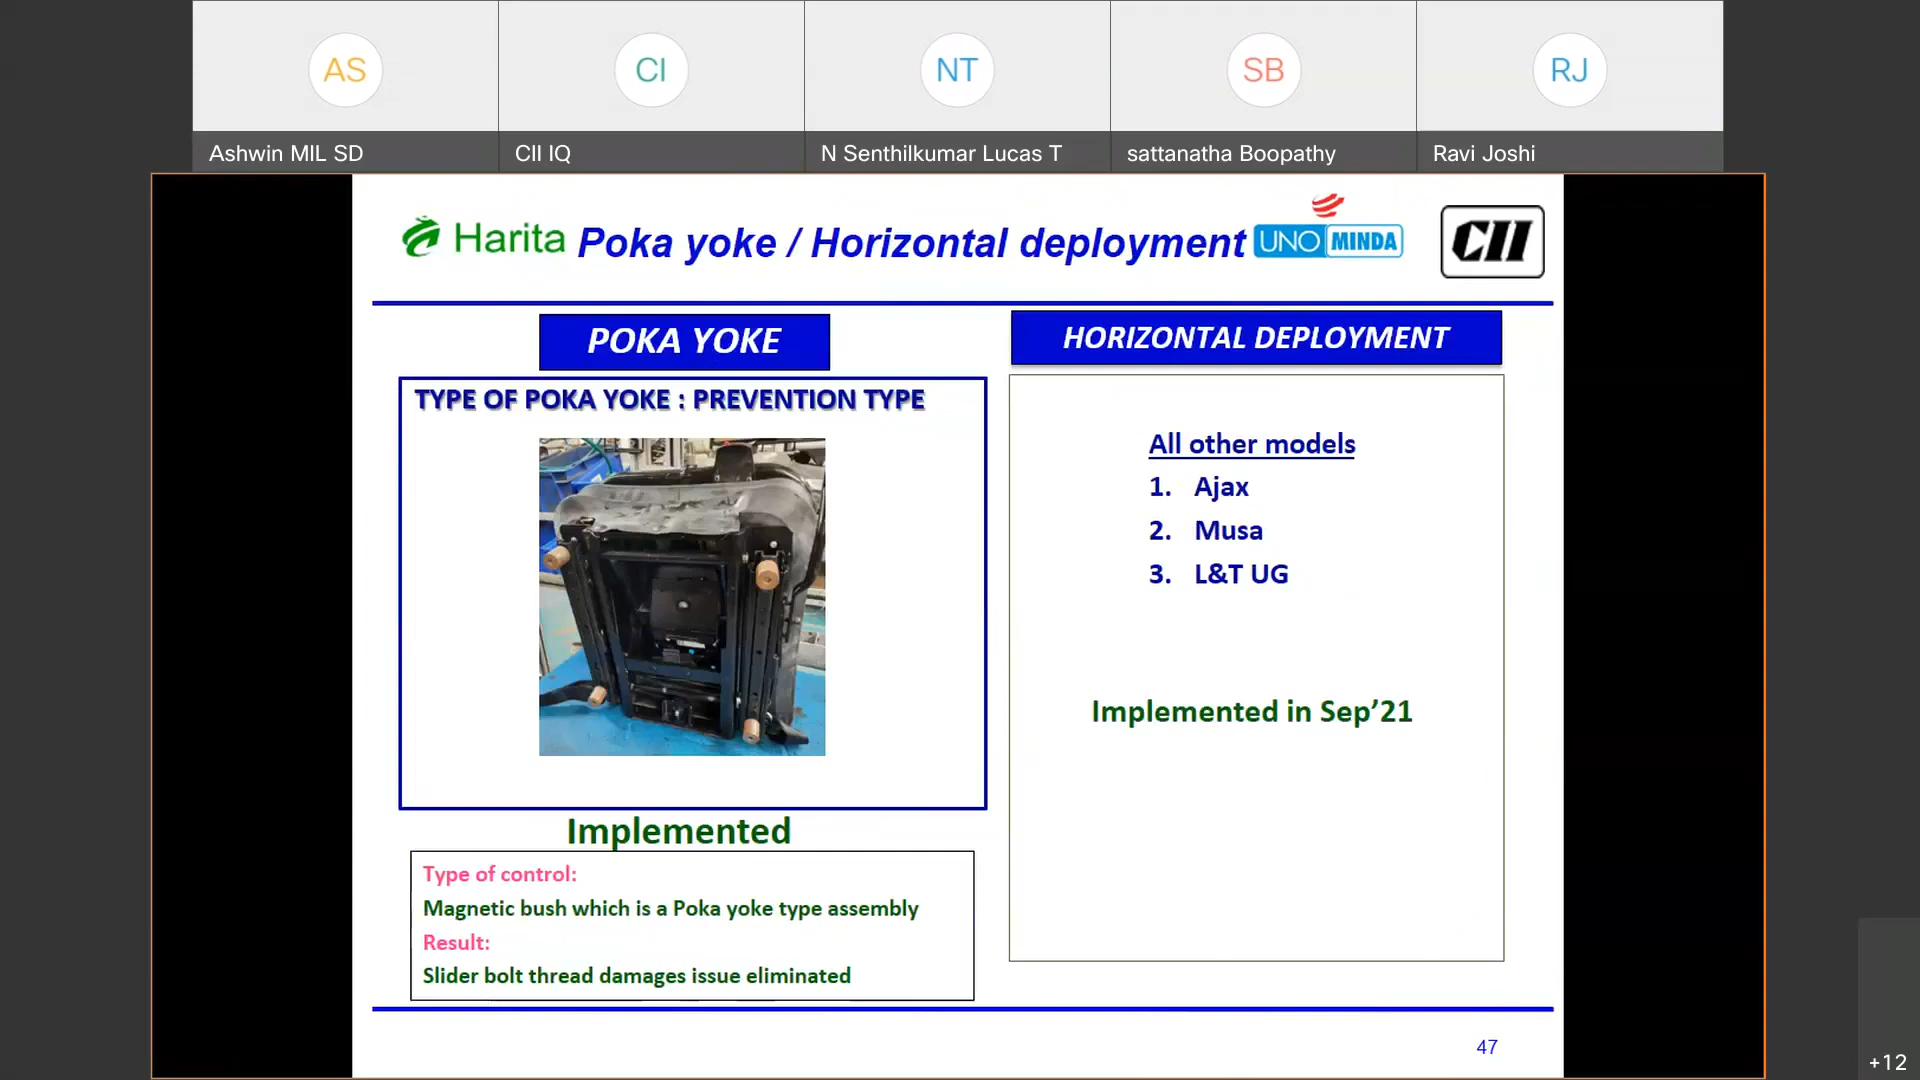 AS
CI
NT
SB
RJ
Ashwin MIL SD
CII IQ
N Senthilkumar Lucas T
sattanatha Boopathy
Ravi Joshi
Harita
Poka yoke / Horizontal deployment
UNO MINDA
CII
POKA YOKE
TYPE OF POKA YOKE : PREVENTION TYPE
Implemented
Type of control:
Magnetic bush which is a Poka yoke type assembly
Result:
Slider bolt thread damages issue eliminated
HORIZONTAL DEPLOYMENT
All other models
1. Ajax
2. Musa
3. L&T UG
Implemented in Sep’21
47
+12